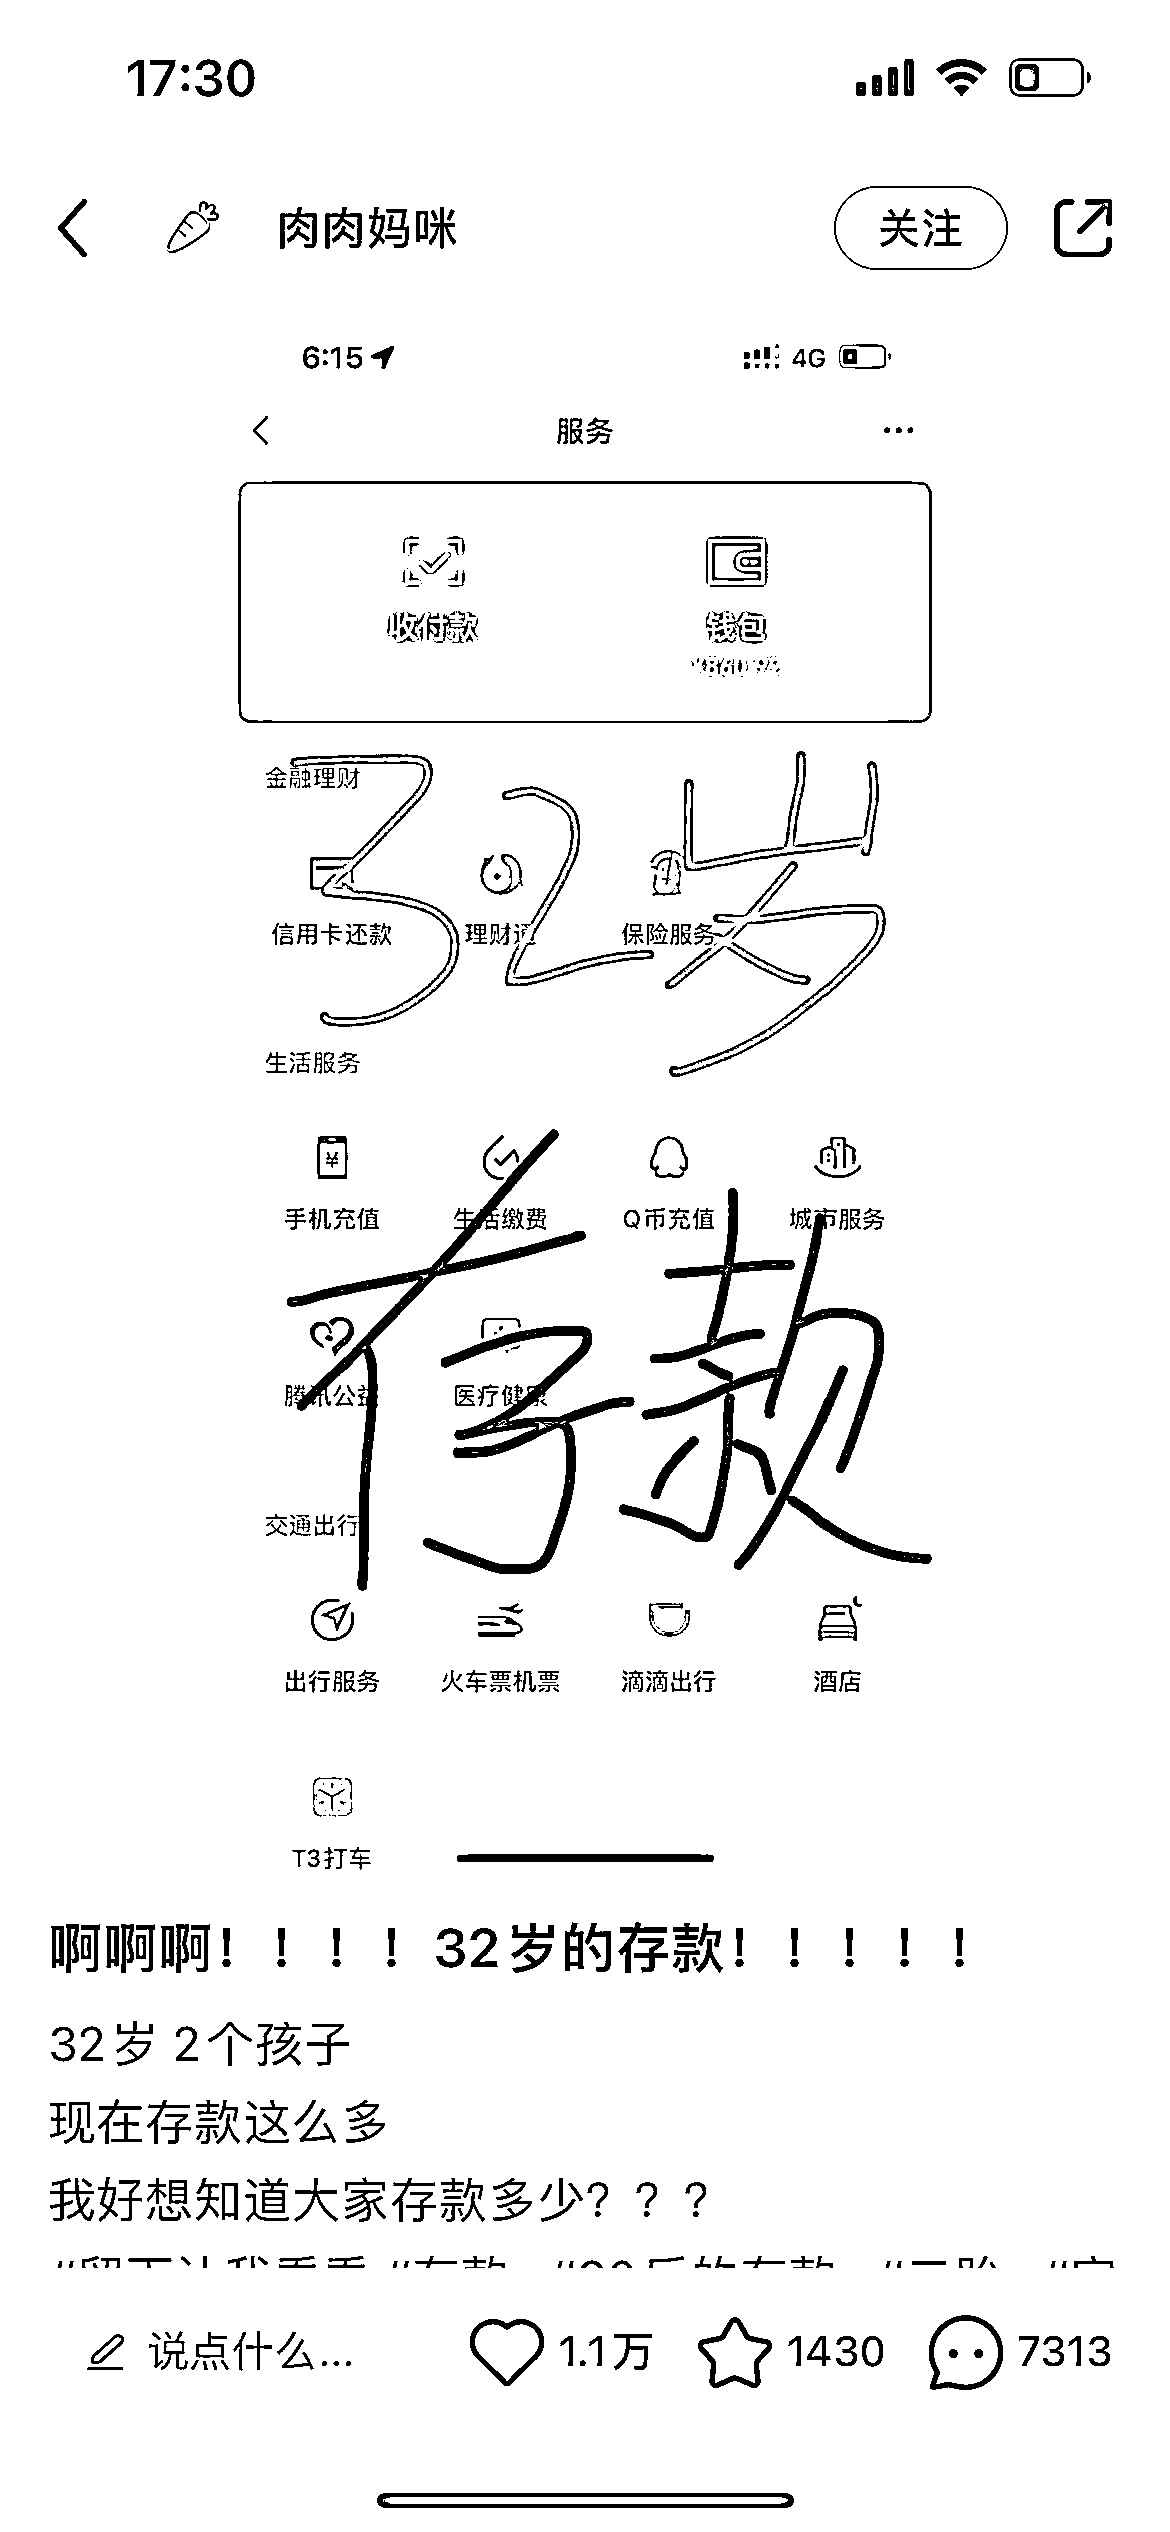 17:30
肉肉妈咪
关注
6:15 4G
服务
收付款 钱包
32岁
金融理财
信用卡还款 理财通 保险服务
生活服务
手机充值 生活缴费 Q币充值 城市服务
存款
腾讯公益 医疗健康
交通出行
出行服务 火车票机票 滴滴出行 酒店
T3打车
啊啊啊！！！！32岁的存款！！！！！
32岁 2个孩子
现在存款这么多
我好想知道大家存款多少？？？
说点什么... 1.1万 1430 7313